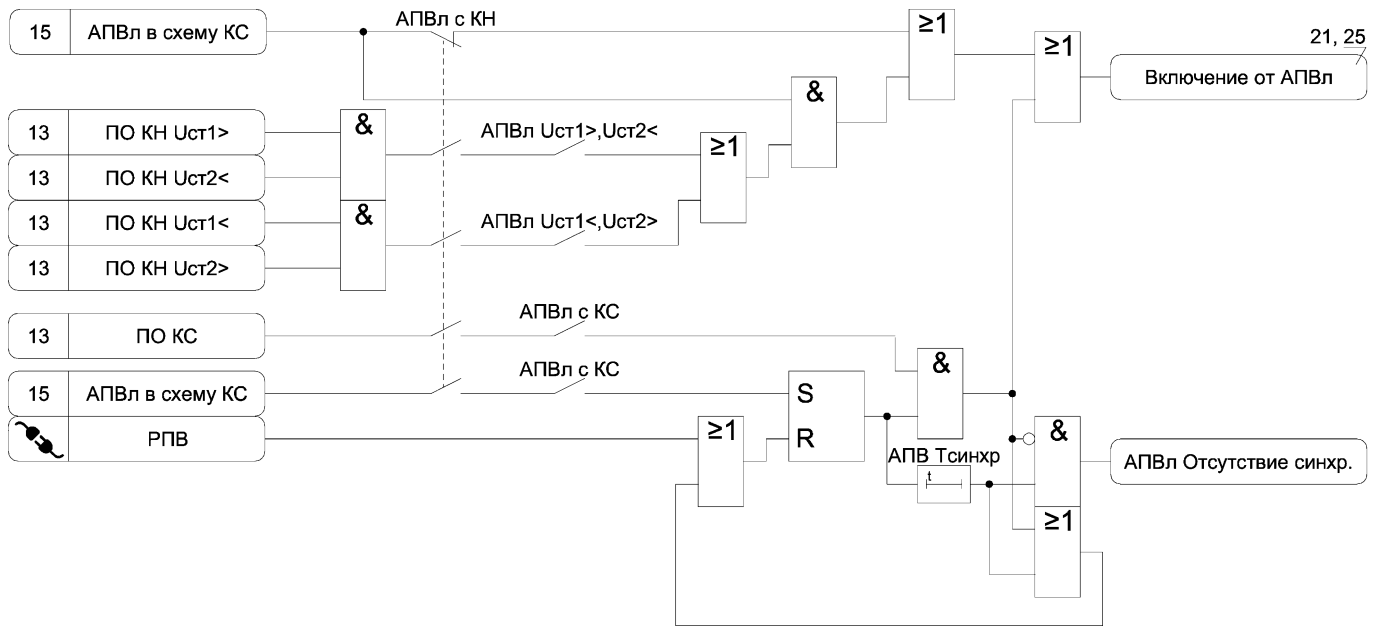 15 АПВл в схему КС
АПВл с КН
≥1
≥1
21, 25
Включение от АПВл
&
13 ПО КН Uст1>
&
АПВл Uст1>,Uст2<
≥1
13 ПО КН Uст2<
13 ПО КН Uст1<
&
АПВл Uст1<,Uст2>
13 ПО КН Uст2>
АПВл с КС
13 ПО КС
&
АПВл с КС
15 АПВл в схему КС
S
R
РПВ
≥1
&
АПВ Tсинхр
t
АПВл Отсутствие синхр.
≥1